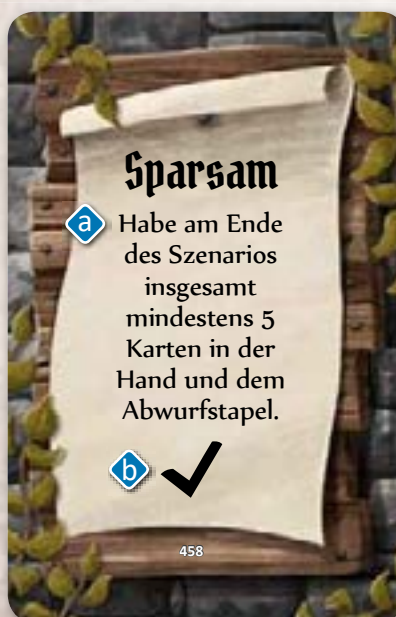 Sparsam
a Habe am Ende
des Szenarios
insgesamt
mindestens 5
Karten in der
Hand und dem
Abwurfstapel.
b
458